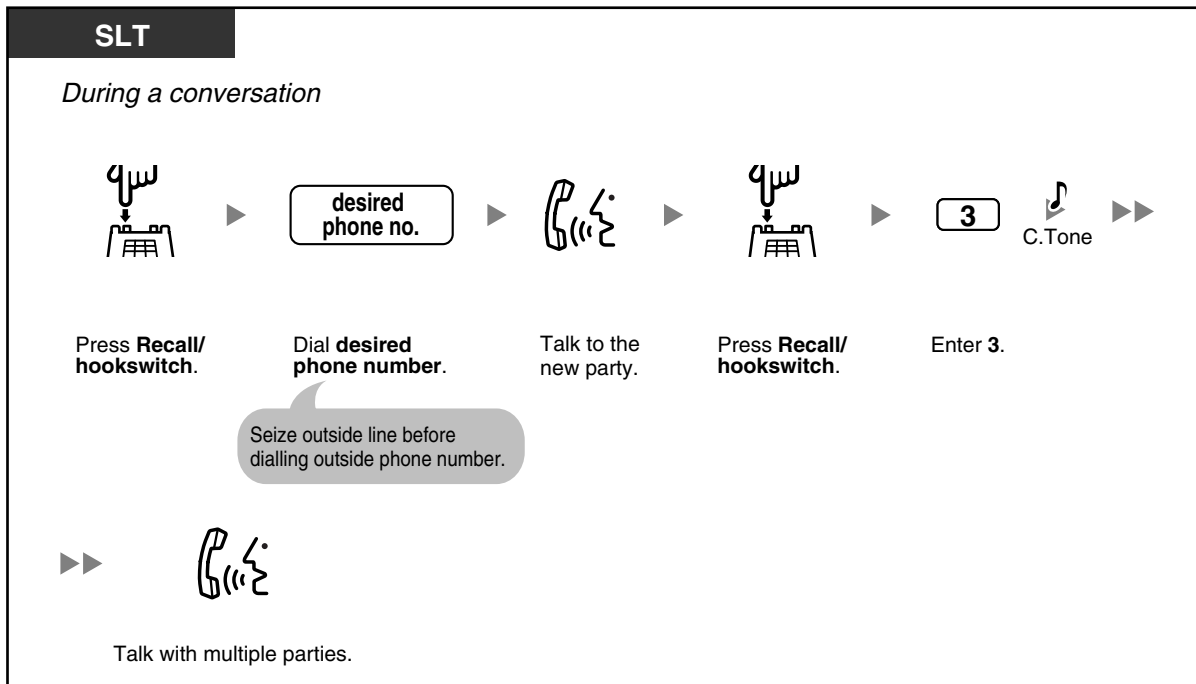 SLT
During a conversation
desired
phone no.
3
C.Tone
Press Recall/
hookswitch.
Dial desired
phone number.
Talk to the
new party.
Press Recall/
hookswitch.
Enter 3.
Seize outside line before
dialling outside phone number.
Talk with multiple parties.